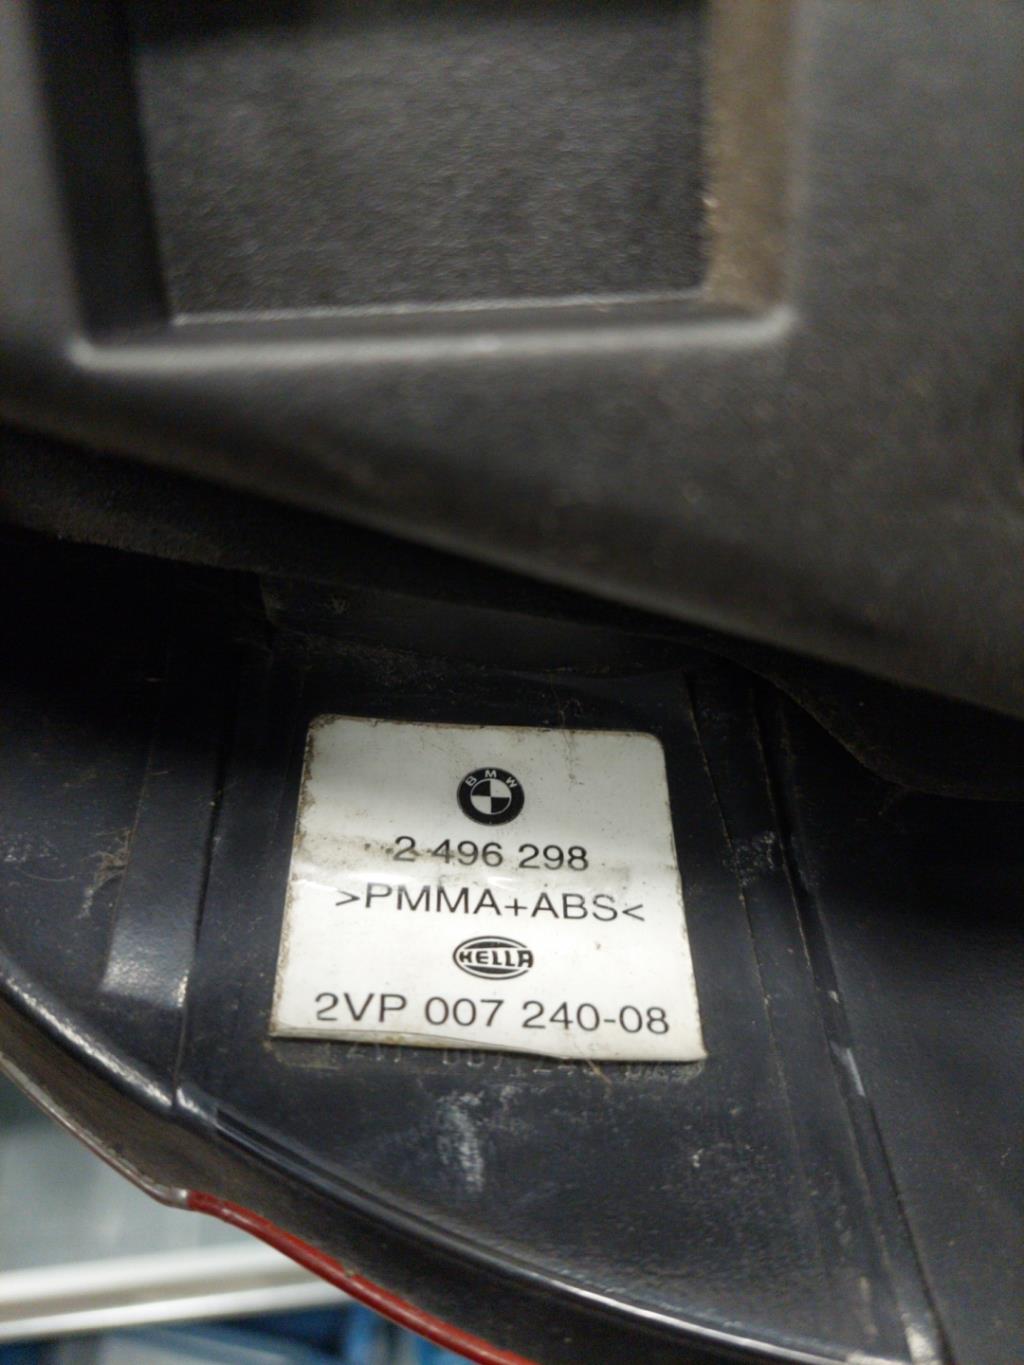 BMW
2 496 298
>PMMA+ABS<
HELLA
2VP 007 240-08